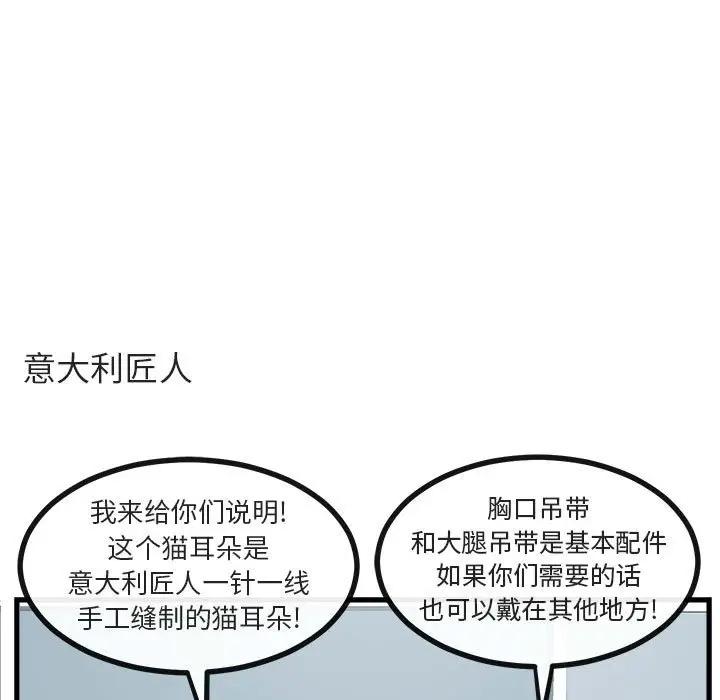 意大利匠人
我来给你们说明!
这个猫耳朵是
意大利匠人一针一线
手工缝制的猫耳朵!
胸口吊带
和大腿吊带是基本配件
如果你们需要的话
也可以戴在其他地方!